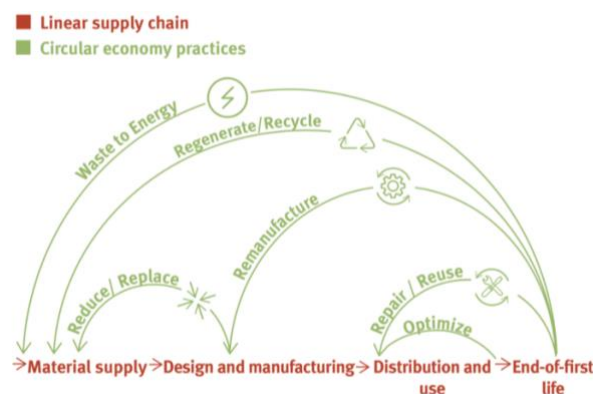 Linear supply chain
Circular economy practices
Waste to Energy
Regenerate/Recycle
Remanufacture
Reduce/ Replace
Repair / Reuse
Optimize
Material supply
Design and manufacturing
Distribution and
use
End-of-first
life